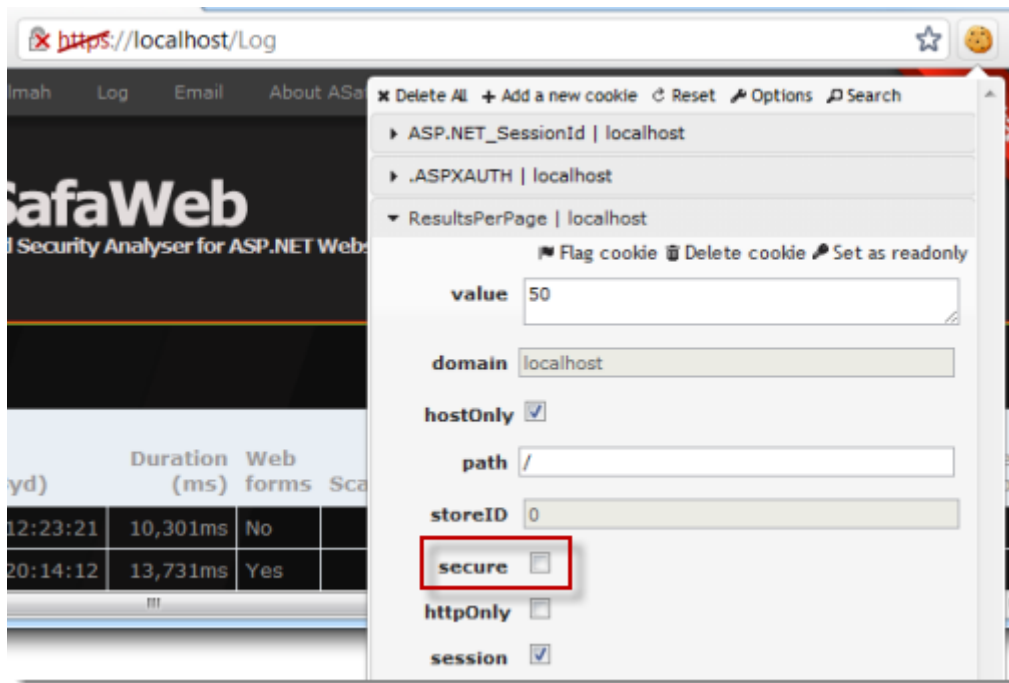 https://localhost/Log
lmah Log Email About ASaf
✖ Delete All + Add a new cookie Reset Options Search
ASP.NET_SessionId | localhost
.ASPXAUTH | localhost
ResultsPerPage | localhost
Flag cookie Delete cookie Set as readonly
SafaWeb
d Security Analyser for ASP.NET Webs
value 50
domain localhost
hostOnly
path /
storeID 0
secure
httpOnly
session
Duration Web
yd) (ms) forms Sca
12:23:21 10,301ms No
20:14:12 13,731ms Yes